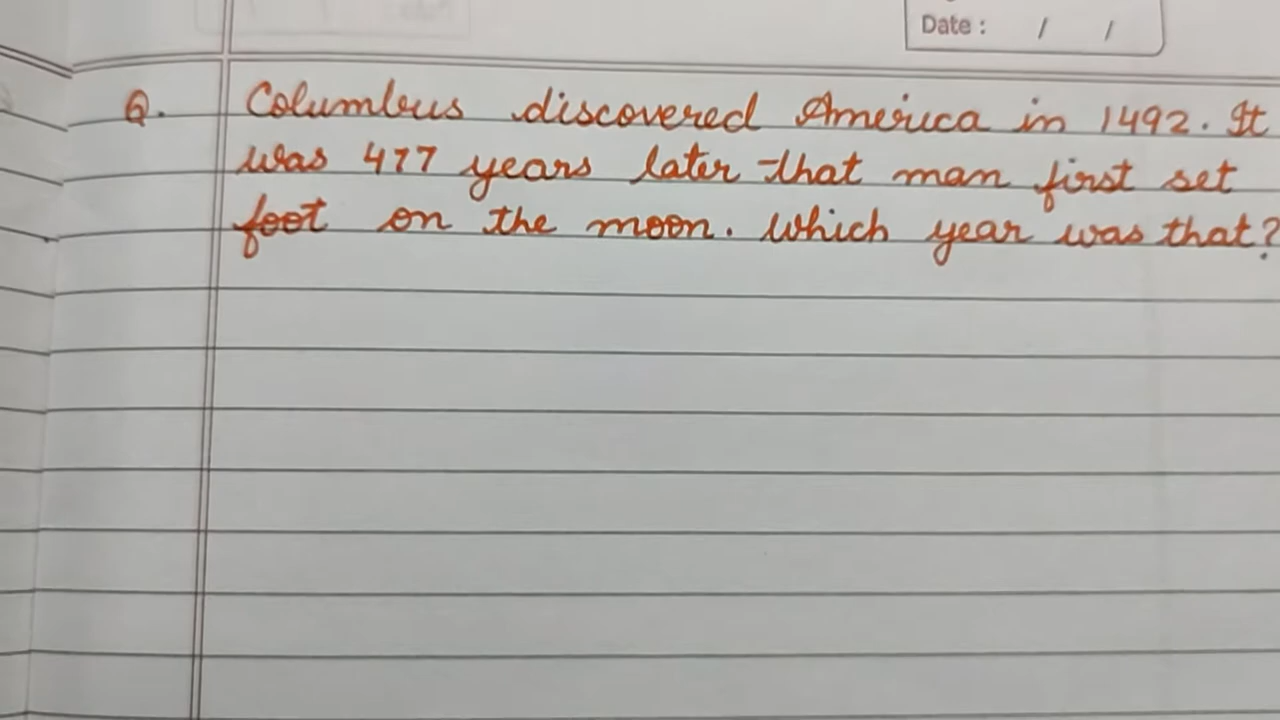 Date : / /
Q. Columbus discovered America in 1492. It
was 477 years later that man first set
foot on the moon. Which year was that?